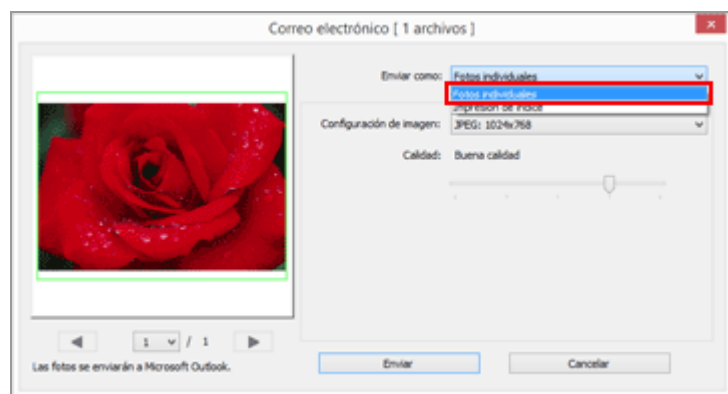 Correo electrónico [ 1 archivos ]
Enviar como: Fotos individuales
Fotos individuales
Impresión de índice
Configuración de imagen: JPEG: 1024x768
Calidad: Buena calidad
1 / 1
Las fotos se enviarán a Microsoft Outlook.
Enviar Cancelar